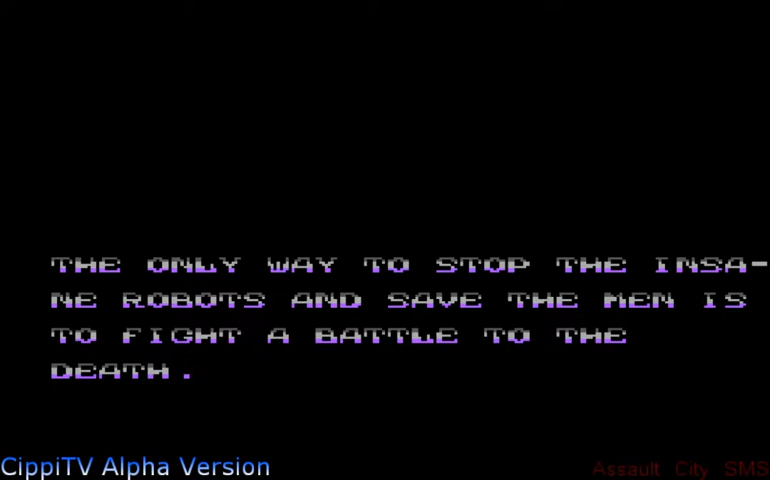 THE ONLY WAY TO STOP THE INSA-
NE ROBOTS AND SAVE THE MEN IS
TO FIGHT A BATTLE TO THE
DEATH.
CippiTV Alpha Version
Assault City SMS